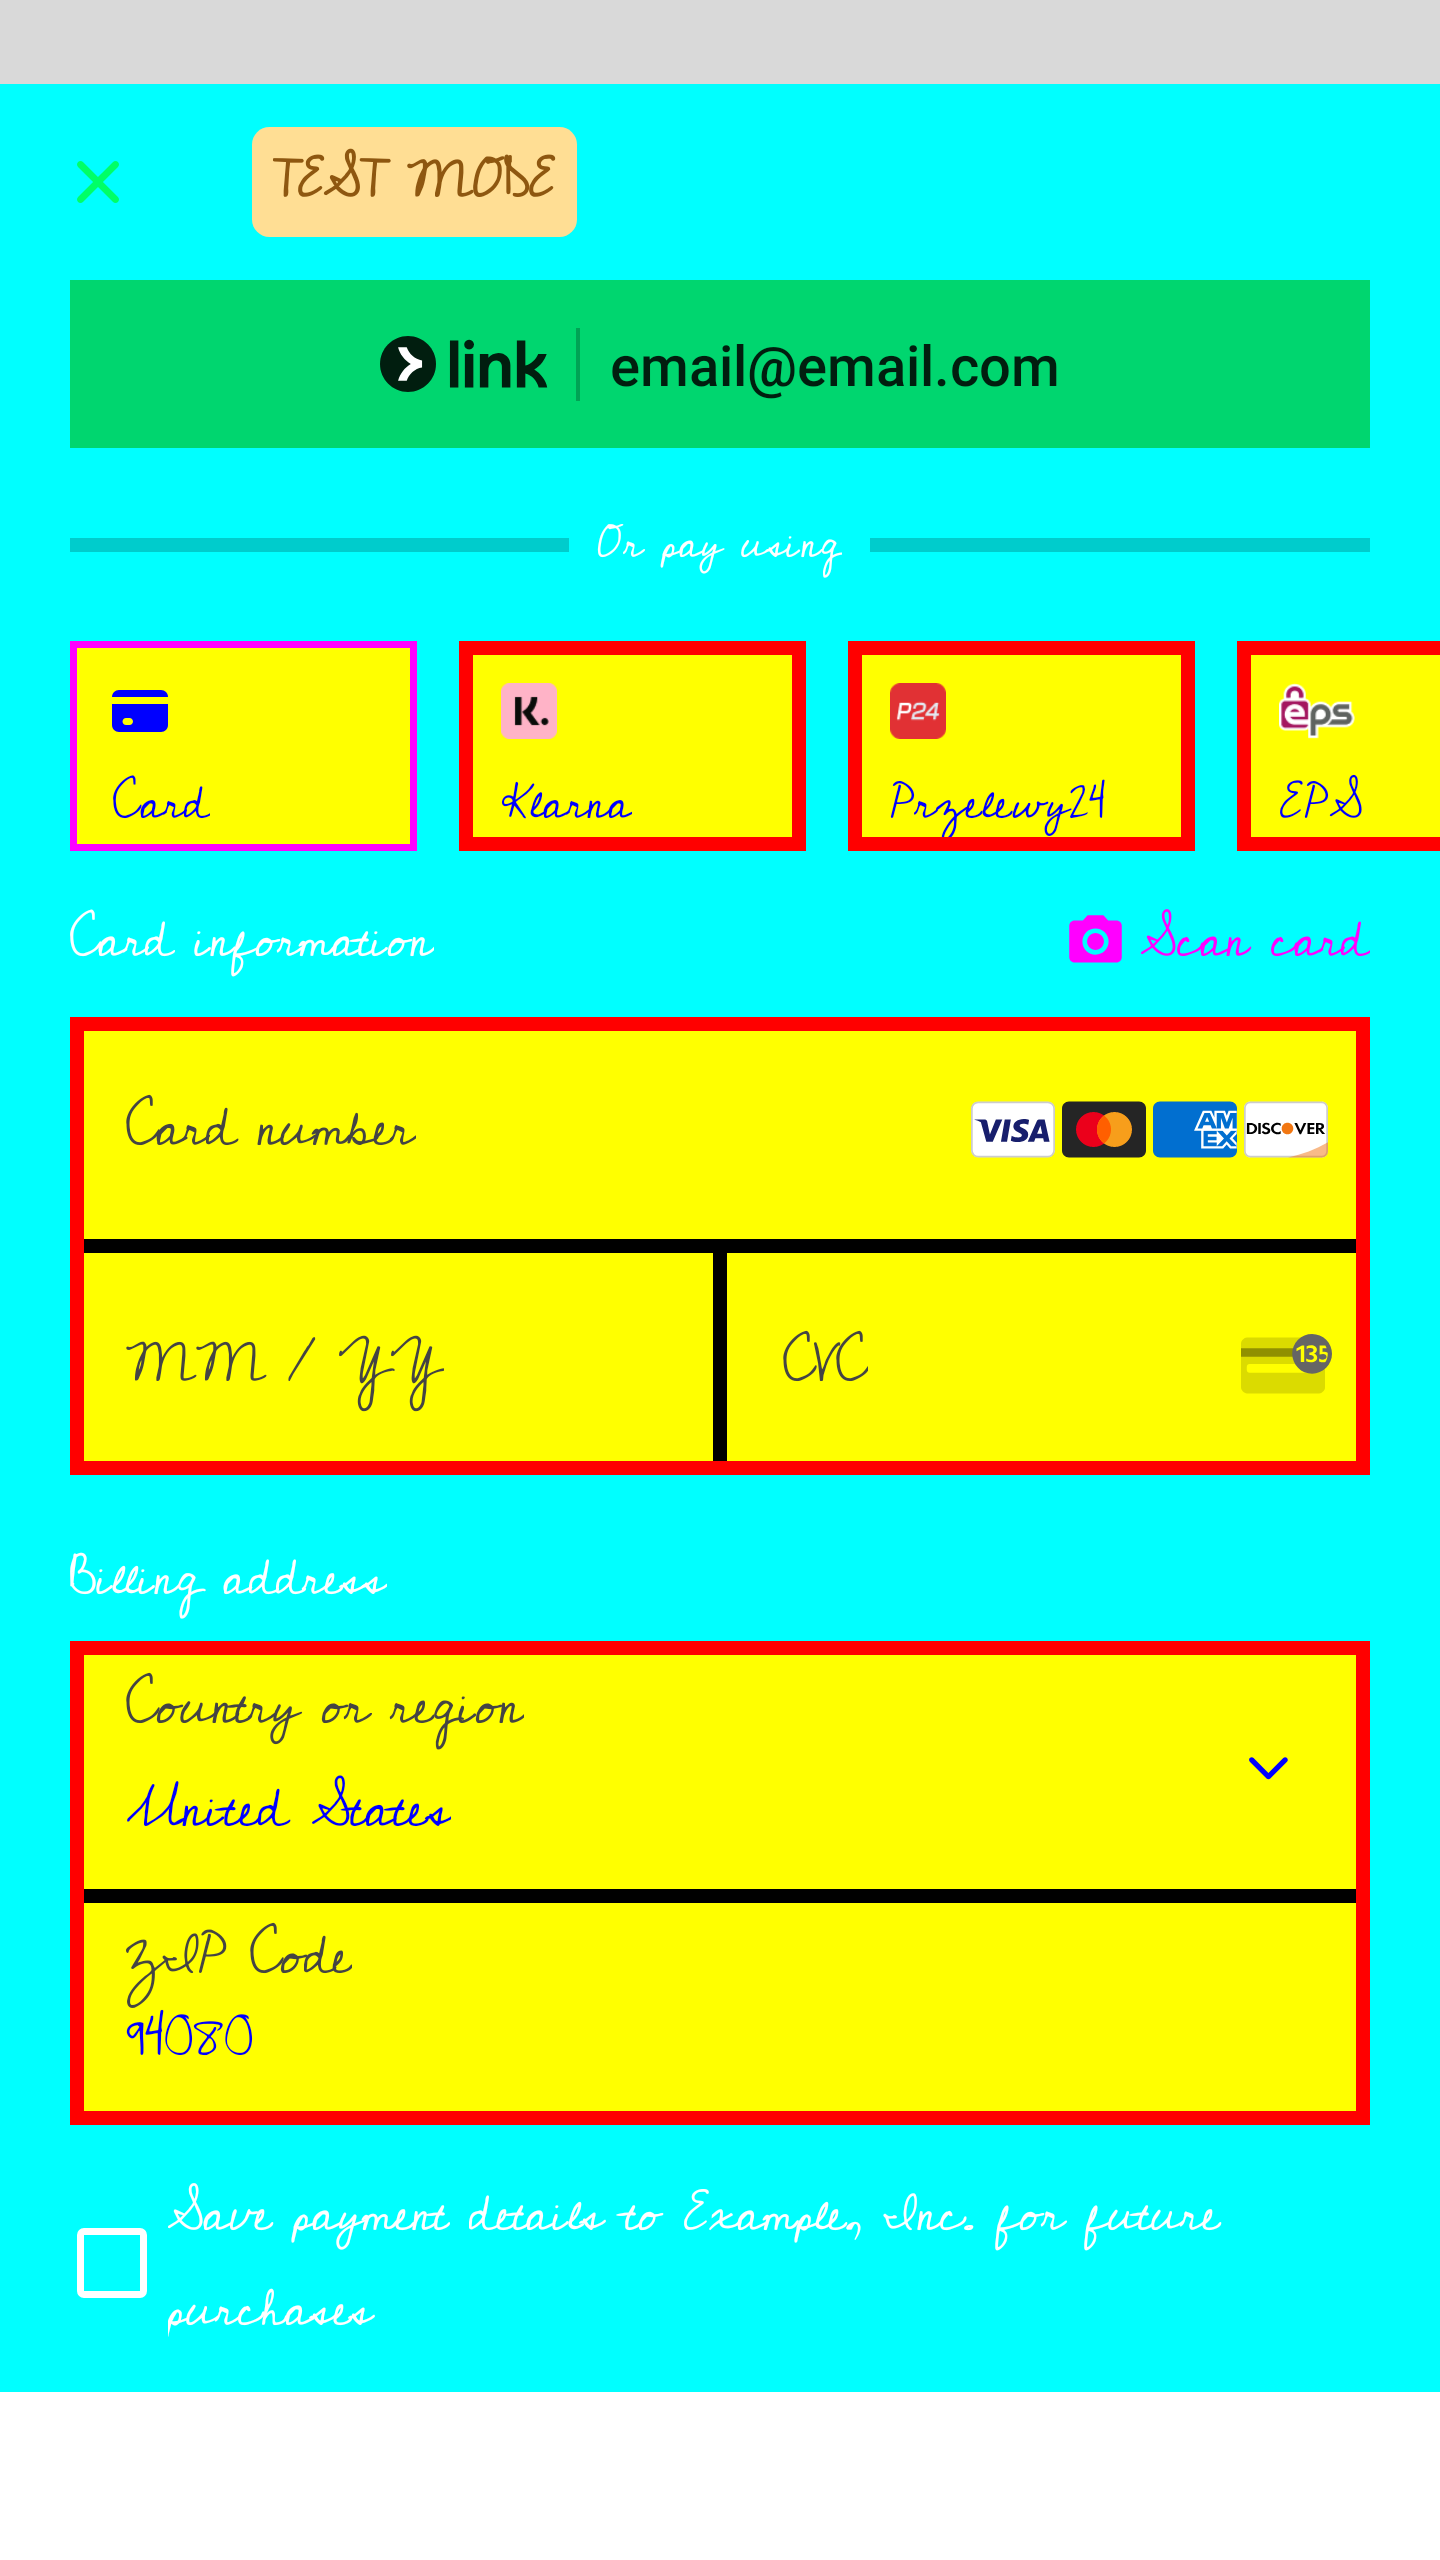 TEST MODE
link email@email.com
Or pay using
K. P24 eps
Card Klarna Przelewy24 EPS
Card information Scan card
Card number VISA AMEX DISCOVER
MM / YY CVC 135
Billing address
Country or region
United States
ZIP Code
94080
Save payment details to Example, Inc. for future
purchases